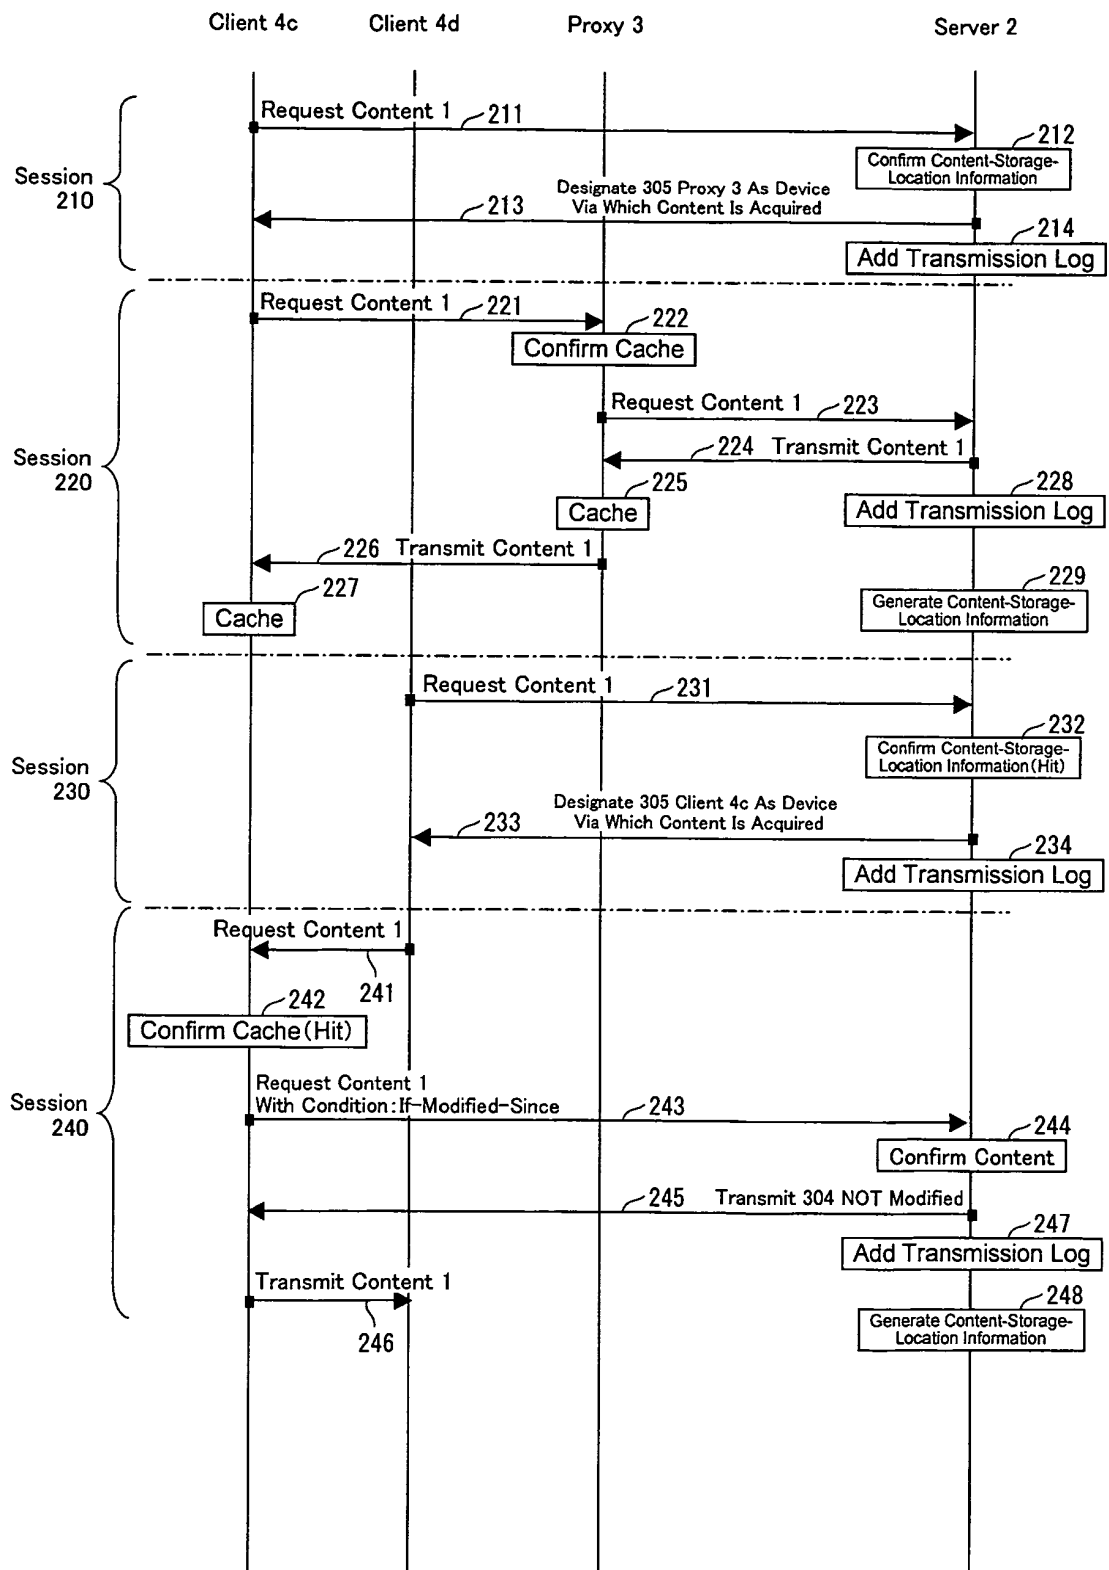 Client 4c
Client 4d
Proxy 3
Server 2
Request Content 1
211
212
Confirm Content-Storage-
Location Information
Session
210
Designate 305 Proxy 3 As Device
Via Which Content Is Acquired
213
214
Add Transmission Log
Request Content 1
221
222
Confirm Cache
Request Content 1
223
Session
220
224
Transmit Content 1
225
Cache
228
Add Transmission Log
226
Transmit Content 1
227
Cache
229
Generate Content-Storage-
Location Information
Request Content 1
231
232
Confirm Content-Storage-
Location Information(Hit)
Session
230
Designate 305 Client 4c As Device
Via Which Content Is Acquired
233
234
Add Transmission Log
Request Content 1
241
242
Confirm Cache(Hit)
Request Content 1
With Condition:If-Modified-Since
243
Session
240
244
Confirm Content
245
Transmit 304 NOT Modified
247
Add Transmission Log
Transmit Content 1
246
248
Generate Content-Storage-
Location Information